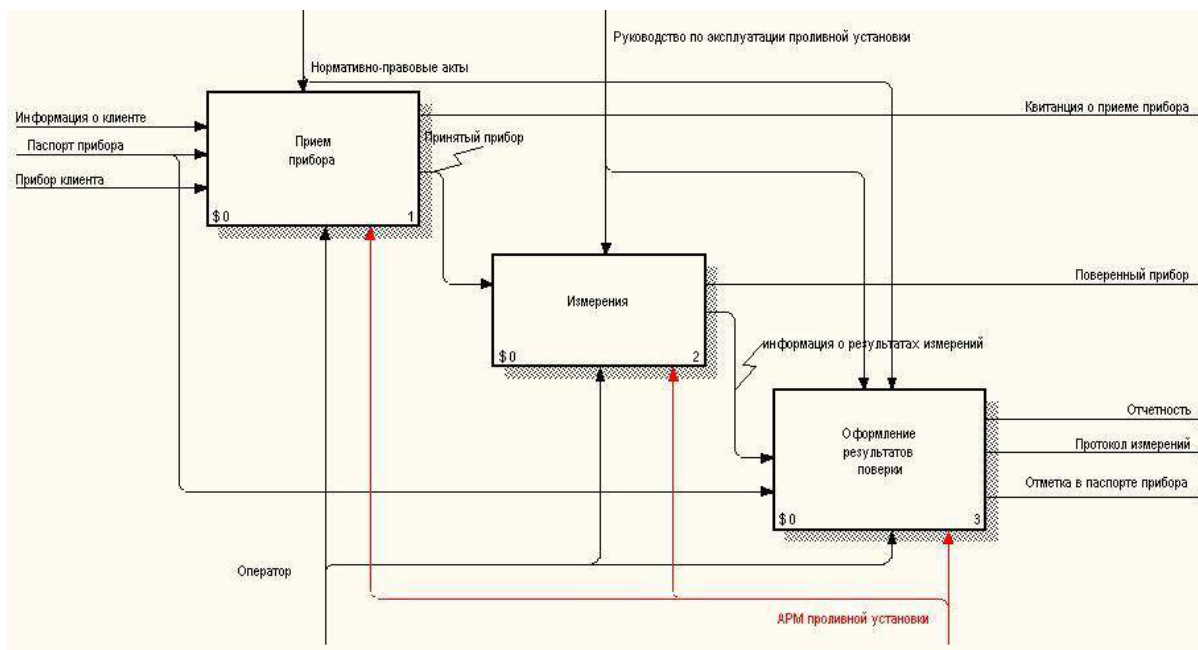 Руководство по эксплуатации проливной установки
Нормативно-правовые акты
Информация о клиенте
Паспорт прибора
Прибор клиента
Прием
прибора
$0
1
Принятый прибор
Квитанция о приеме прибора
Измерения
$0
2
Поверенный прибор
информация о результатах измерений
Оформление
результатов
поверки
$0
3
Отчетность
Протокол измерений
Отметка в паспорте прибора
Оператор
АРМ проливной установки